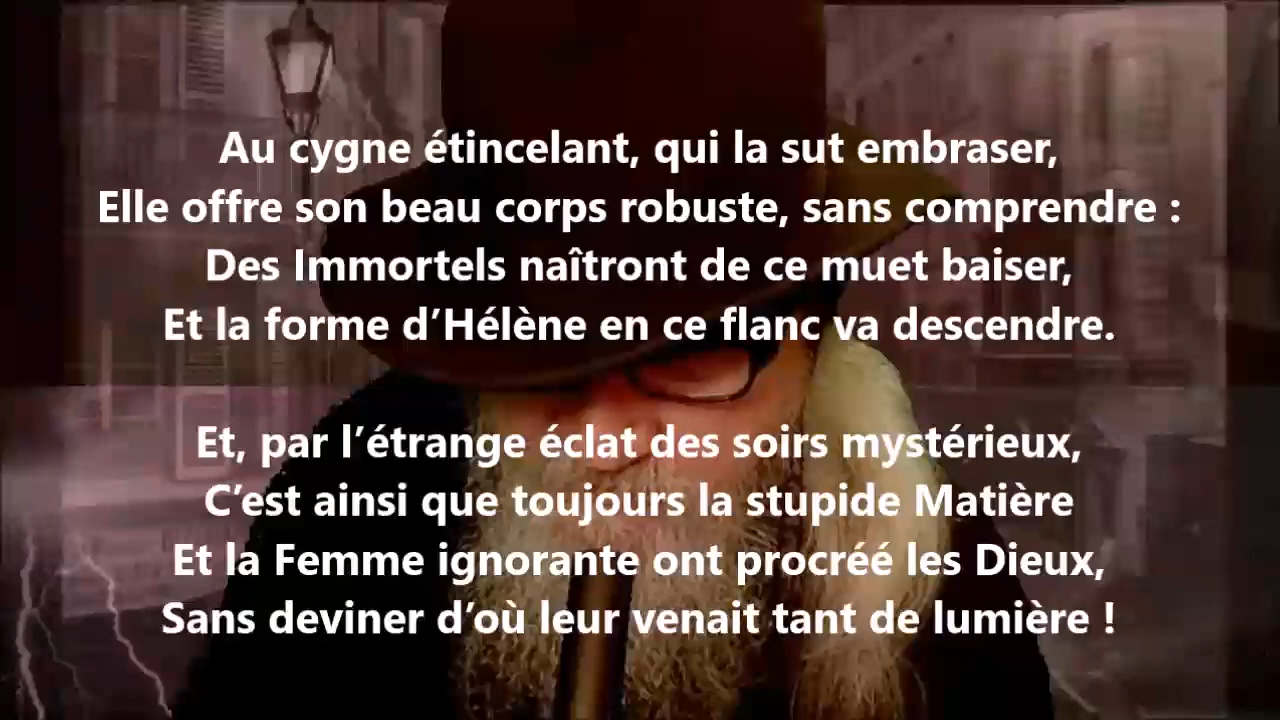 Au cygne étincelant, qui la sut embraser,
Elle offre son beau corps robuste, sans comprendre :
Des Immortels naîtront de ce muet baiser,
Et la forme d’Hélène en ce flanc va descendre.
Et, par l’étrange éclat des soirs mystérieux,
C’est ainsi que toujours la stupide Matière
Et la Femme ignorante ont procréé les Dieux,
Sans deviner d’où leur venait tant de lumière !